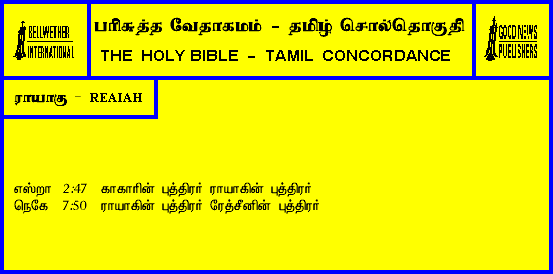 BELLWETHER
INTERNATIONAL
பரிசுத்த வேதாகமம் - தமிழ் சொல்தொகுதி
THE HOLY BIBLE - TAMIL CONCORDANCE
GOOD NEWS
PUBLISHERS
ராயாகு - REAIAH
எஸ்றா 2:47 காகாரின் புத்திரர் ராயாகின் புத்திரர்
நெகே 7:50 ராயாகின் புத்திரர் ரேத்சீனின் புத்திரர்